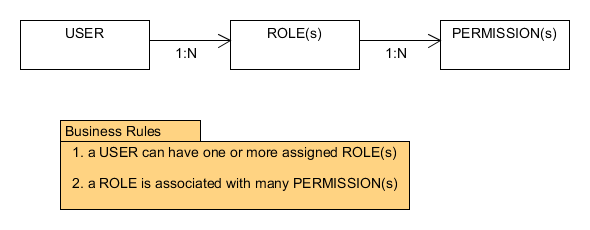 USER
ROLE(s)
PERMISSION(s)
1:N
1:N
Business Rules
1. a USER can have one or more assigned ROLE(s)
2. a ROLE is associated with many PERMISSION(s)